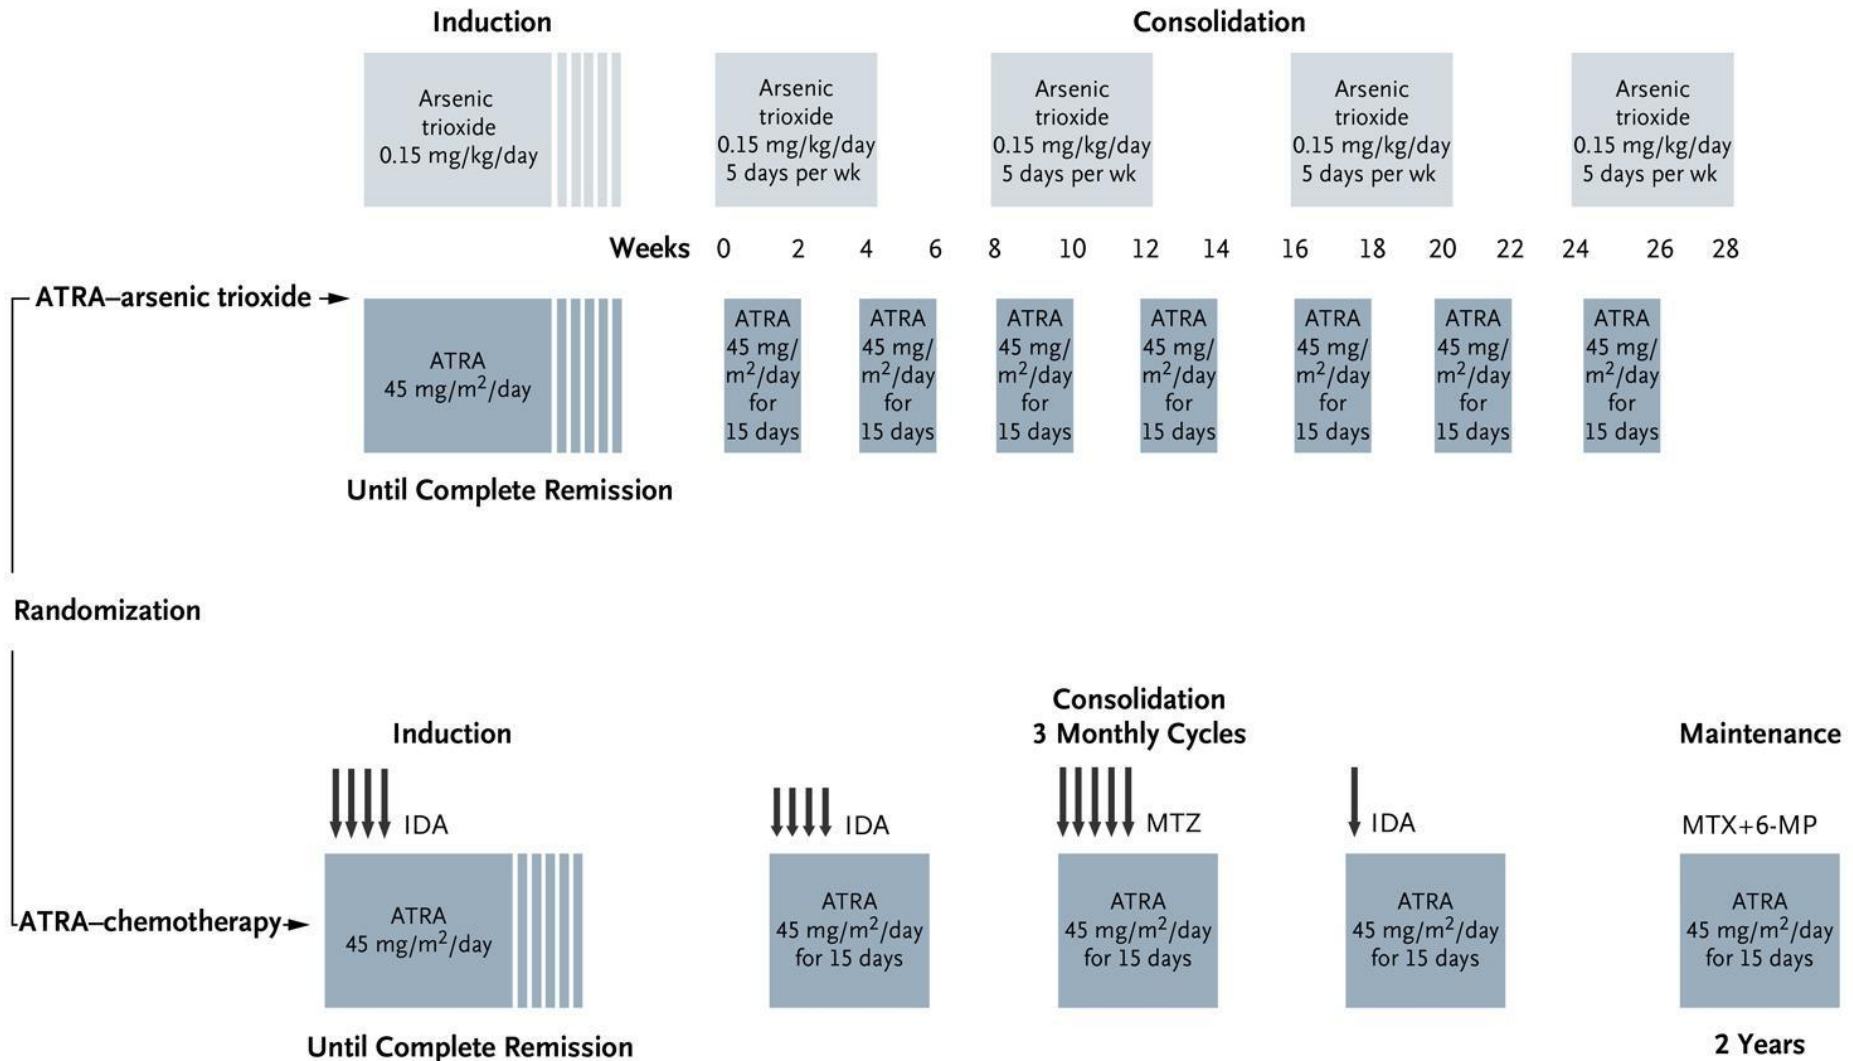 Induction
Consolidation
Arsenic
trioxide
0.15 mg/kg/day
Arsenic
trioxide
0.15 mg/kg/day
5 days per wk
Arsenic
trioxide
0.15 mg/kg/day
5 days per wk
Arsenic
trioxide
0.15 mg/kg/day
5 days per wk
Arsenic
trioxide
0.15 mg/kg/day
5 days per wk
Weeks 0 2 4 6 8 10 12 14 16 18 20 22 24 26 28
ATRA–arsenic trioxide
ATRA
45 mg/m²/day
ATRA
45 mg/
m²/day
for
15 days
ATRA
45 mg/
m²/day
for
15 days
ATRA
45 mg/
m²/day
for
15 days
ATRA
45 mg/
m²/day
for
15 days
ATRA
45 mg/
m²/day
for
15 days
ATRA
45 mg/
m²/day
for
15 days
ATRA
45 mg/
m²/day
for
15 days
Until Complete Remission
Randomization
Induction
Consolidation
3 Monthly Cycles
Maintenance
IDA
IDA
MTZ
IDA
MTX+6-MP
ATRA–chemotherapy
ATRA
45 mg/m²/day
ATRA
45 mg/m²/day
for 15 days
ATRA
45 mg/m²/day
for 15 days
ATRA
45 mg/m²/day
for 15 days
ATRA
45 mg/m²/day
for 15 days
Until Complete Remission
2 Years